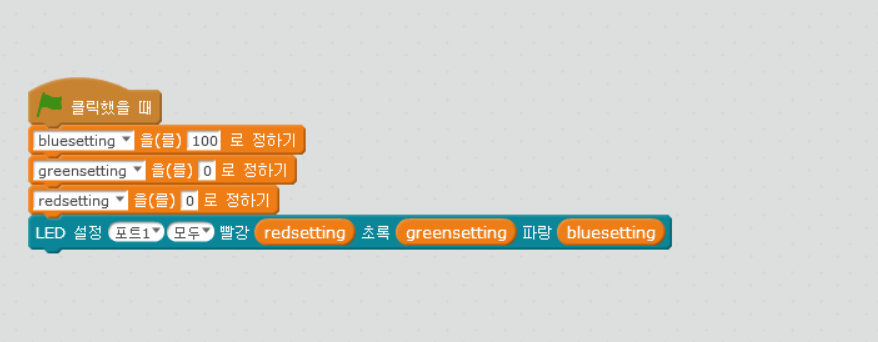 클릭했을 때
bluesetting 을(를) 100 로 정하기
greensetting 을(를) 0 로 정하기
redsetting 을(를) 0 로 정하기
LED 설정 포트1 모두 빨강 redsetting 초록 greensetting 파랑 bluesetting